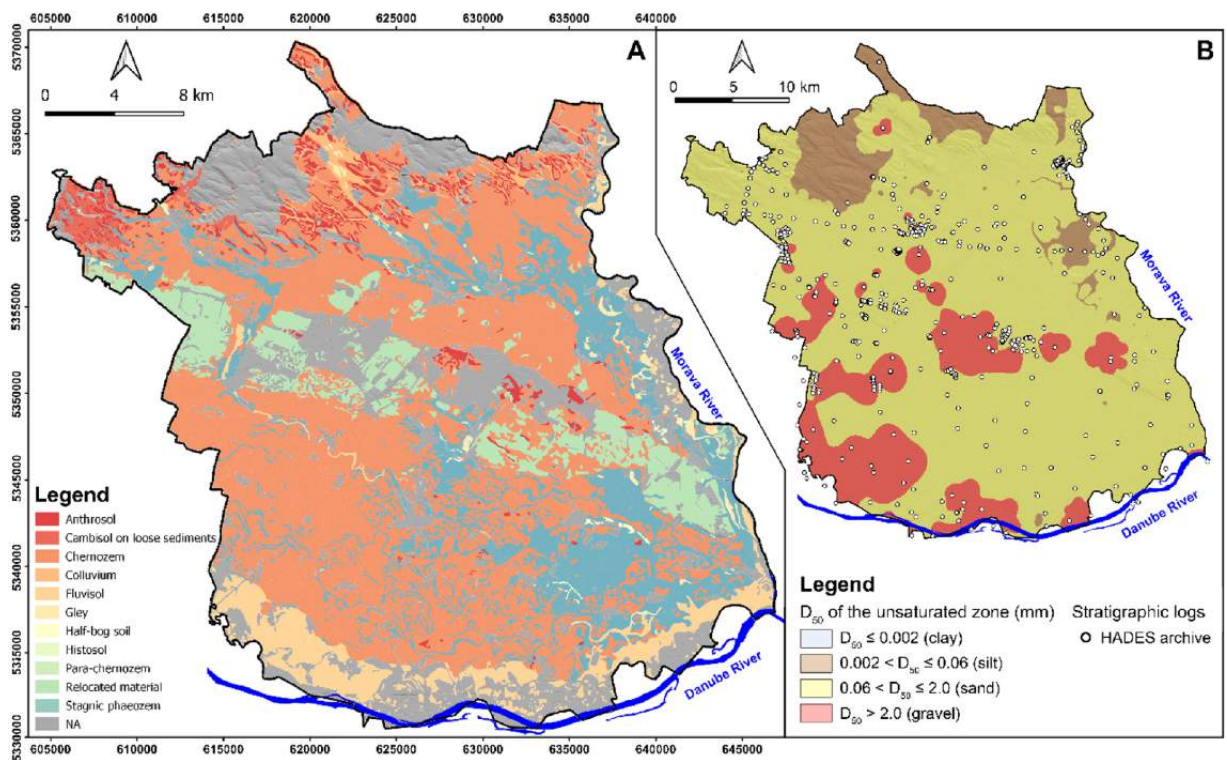 605000 610000 615000 620000 625000 630000 635000 640000
A
B
0 4 8 km
0 5 10 km
5370000
5365000
5360000
5355000
5350000
5345000
5340000
5335000
5330000
Morava River
Morava River
Danube River
Danube River
Legend
Anthrosol
Cambisol on loose sediments
Chernozem
Colluvium
Fluvisol
Gley
Half-bog soil
Histosol
Para-chernozem
Relocated material
Stagnic phaeozem
NA
Legend
D50 of the unsaturated zone (mm)
D50 ≤ 0.002 (clay)
0.002 < D50 ≤ 0.06 (silt)
0.06 < D50 ≤ 2.0 (sand)
D50 > 2.0 (gravel)
Stratigraphic logs
HADES archive
605000 610000 615000 620000 625000 630000 635000 640000 645000